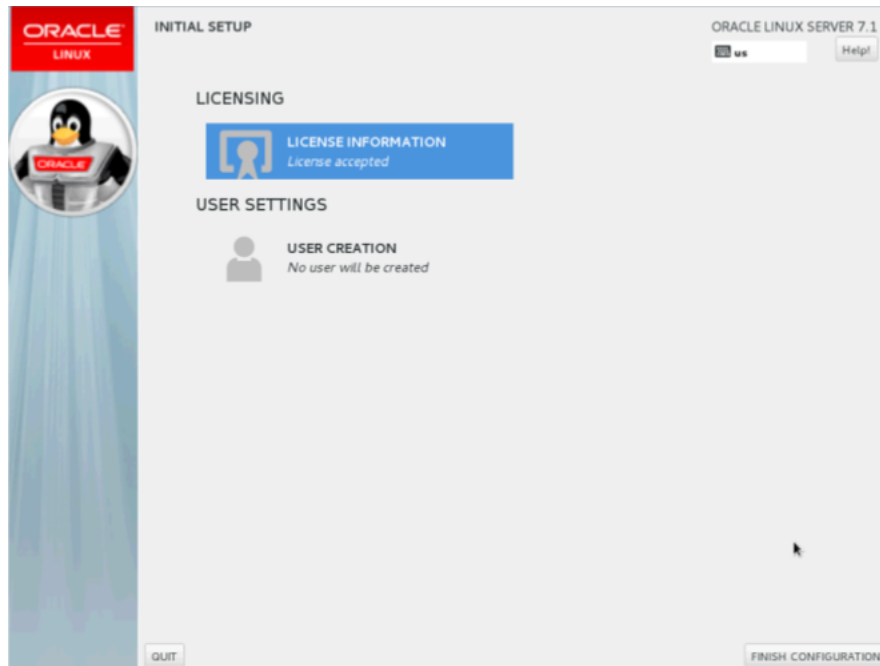 ORACLE
LINUX
INITIAL SETUP
ORACLE LINUX SERVER 7.1
us
Help!
ORACLE
LICENSING
LICENSE INFORMATION
License accepted
USER SETTINGS
USER CREATION
No user will be created
QUIT
FINISH CONFIGURATION